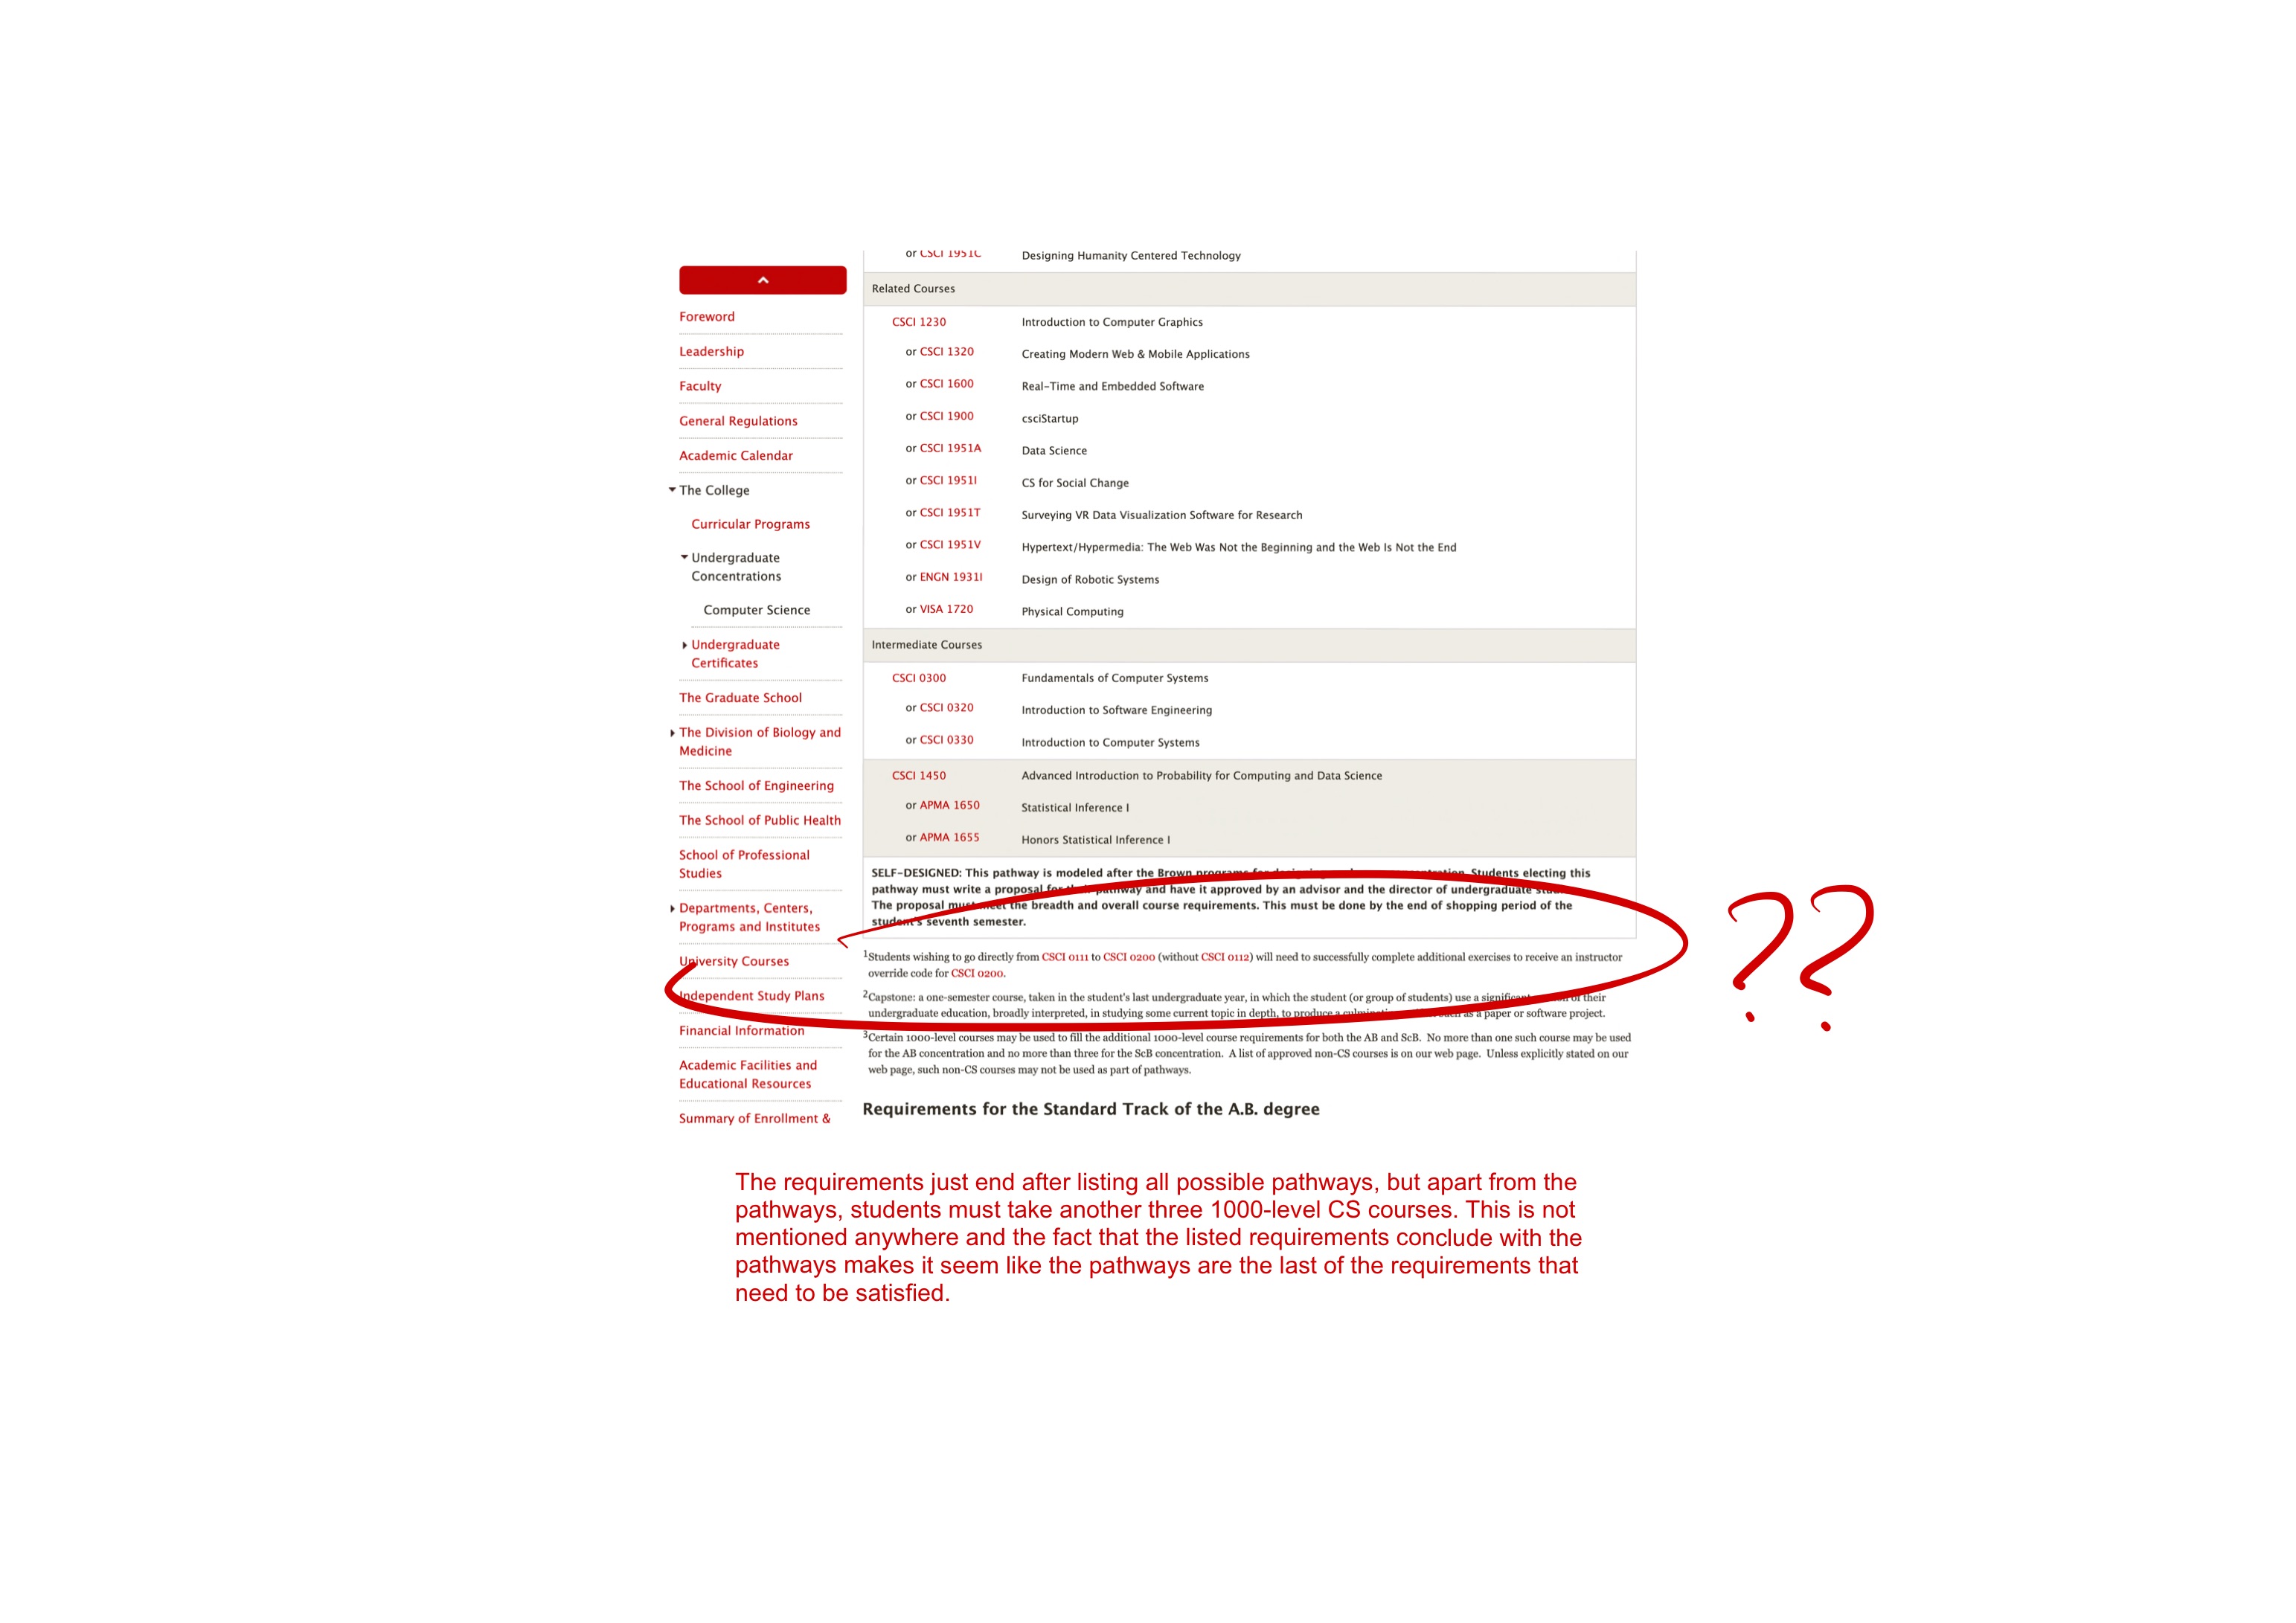 Foreword
Leadership
Faculty
General Regulations
Academic Calendar
The College
Curricular Programs
Undergraduate
Concentrations
Computer Science
Undergraduate
Certificates
The Graduate School
The Division of Biology and
Medicine
The School of Engineering
The School of Public Health
School of Professional
Studies
Departments, Centers,
Programs and Institutes
University Courses
Independent Study Plans
Financial Information
Academic Facilities and
Educational Resources
Summary of Enrollment &
or CSCI 1951C Designing Humanity Centered Technology
Related Courses
CSCI 1230 Introduction to Computer Graphics
or CSCI 1320 Creating Modern Web & Mobile Applications
or CSCI 1600 Real-Time and Embedded Software
or CSCI 1900 csciStartup
or CSCI 1951A Data Science
or CSCI 1951I CS for Social Change
or CSCI 1951T Surveying VR Data Visualization Software for Research
or CSCI 1951V Hypertext/Hypermedia: The Web Was Not the Beginning and the Web Is Not the End
or ENGN 1931I Design of Robotic Systems
or VISA 1720 Physical Computing
Intermediate Courses
CSCI 0300 Fundamentals of Computer Systems
or CSCI 0320 Introduction to Software Engineering
or CSCI 0330 Introduction to Computer Systems
CSCI 1450 Advanced Introduction to Probability for Computing and Data Science
or APMA 1650 Statistical Inference I
or APMA 1655 Honors Statistical Inference I
SELF-DESIGNED: This pathway is modeled after the Brown programs for Students electing this
pathway must write a proposal for their pathway and have it approved by an advisor and the director of undergraduate
The proposal must meet the breadth and overall course requirements. This must be done by the end of shopping period of the
student's seventh semester.
1Students wishing to go directly from CSCI 0111 to CSCI 0200 (without CSCI 0112) will need to successfully complete additional exercises to receive an instructor
override code for CSCI 0200.
2Capstone: a one-semester course, taken in the student's last undergraduate year, in which the student (or group of students) use a significant of their
undergraduate education, broadly interpreted, in studying some current topic in depth, to produce a such as a paper or software project.
3Certain 1000-level courses may be used to fill the additional 1000-level course requirements for both the AB and ScB. No more than one such course may be used
for the AB concentration and no more than three for the ScB concentration. A list of approved non-CS courses is on our web page. Unless explicitly stated on our
web page, such non-CS courses may not be used as part of pathways.
Requirements for the Standard Track of the A.B. degree
??
The requirements just end after listing all possible pathways, but apart from the
pathways, students must take another three 1000-level CS courses. This is not
mentioned anywhere and the fact that the listed requirements conclude with the
pathways makes it seem like the pathways are the last of the requirements that
need to be satisfied.